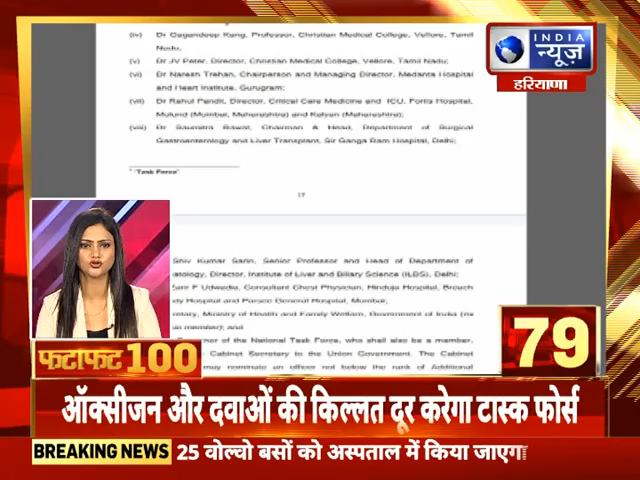 (iv) Dr Gagandeep Kang, Professor, Christian Medical College, Vellore, Tamil
Nadu;
(v) Dr JV Peter, Director, Christian Medical College, Vellore, Tamil Nadu;
(vi) Dr Naresh Trehan, Chairperson and Managing Director, Medanta Hospital
and Heart Institute, Gurugram;
(vii) Dr Rahul Pandit, Director, Critical Care Medicine and ICU, Fortis Hospital,
Mulund (Mumbai, Maharashtra) and Kalyan (Maharashtra);
(viii) Dr Saumitra Rawat, Chairman & Head, Department of Surgical
Gastroenterology and Liver Transplant, Sir Ganga Ram Hospital, Delhi;
"Task Force"
17
INDIA
न्यूज़
हरियाणा
Shiv Kumar Sarin, Senior Professor and Head of Department of
atology, Director, Institute of Liver and Biliary Science (ILBS), Delhi;
F Udwadia, Consultant Chest Physician, Hinduja Hospital, Breach
dy Hospital and Parsee General Hospital, Mumbai;
retary, Ministry of Health and Family Welfare, Government of India (ex
member); and
of the National Task Force, who shall also be a member,
Cabinet Secretary to the Union Government. The Cabinet
may nominate an officer not below the rank of Additional
फटाफट 100
79
ऑक्सीजन और दवाओं की किल्लत दूर करेगा टास्क फोर्स
BREAKING NEWS 25 वोल्वो बसों को अस्पताल में किया जाएग